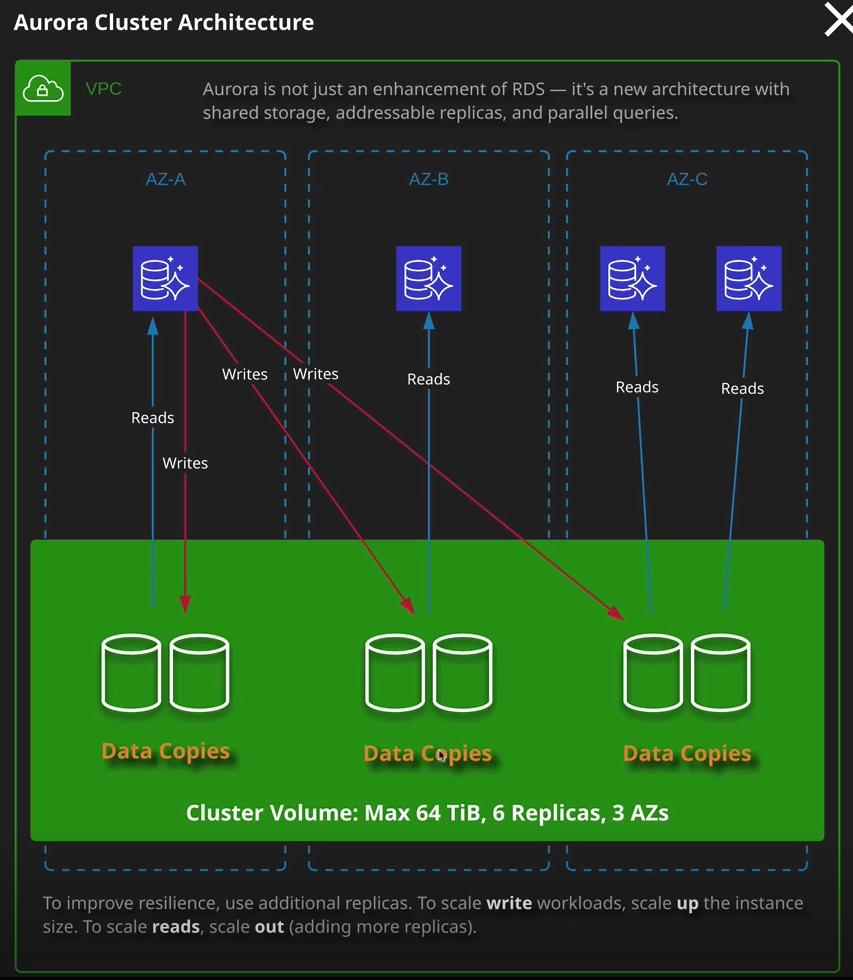 Aurora Cluster Architecture
VPC
Aurora is not just an enhancement of RDS — it's a new architecture with
shared storage, addressable replicas, and parallel queries.
AZ-A
AZ-B
AZ-C
Writes
Writes
Reads
Reads
Reads
Reads
Writes
Data Copies
Data Copies
Data Copies
Cluster Volume: Max 64 TiB, 6 Replicas, 3 AZs
To improve resilience, use additional replicas. To scale write workloads, scale up the instance
size. To scale reads, scale out (adding more replicas).